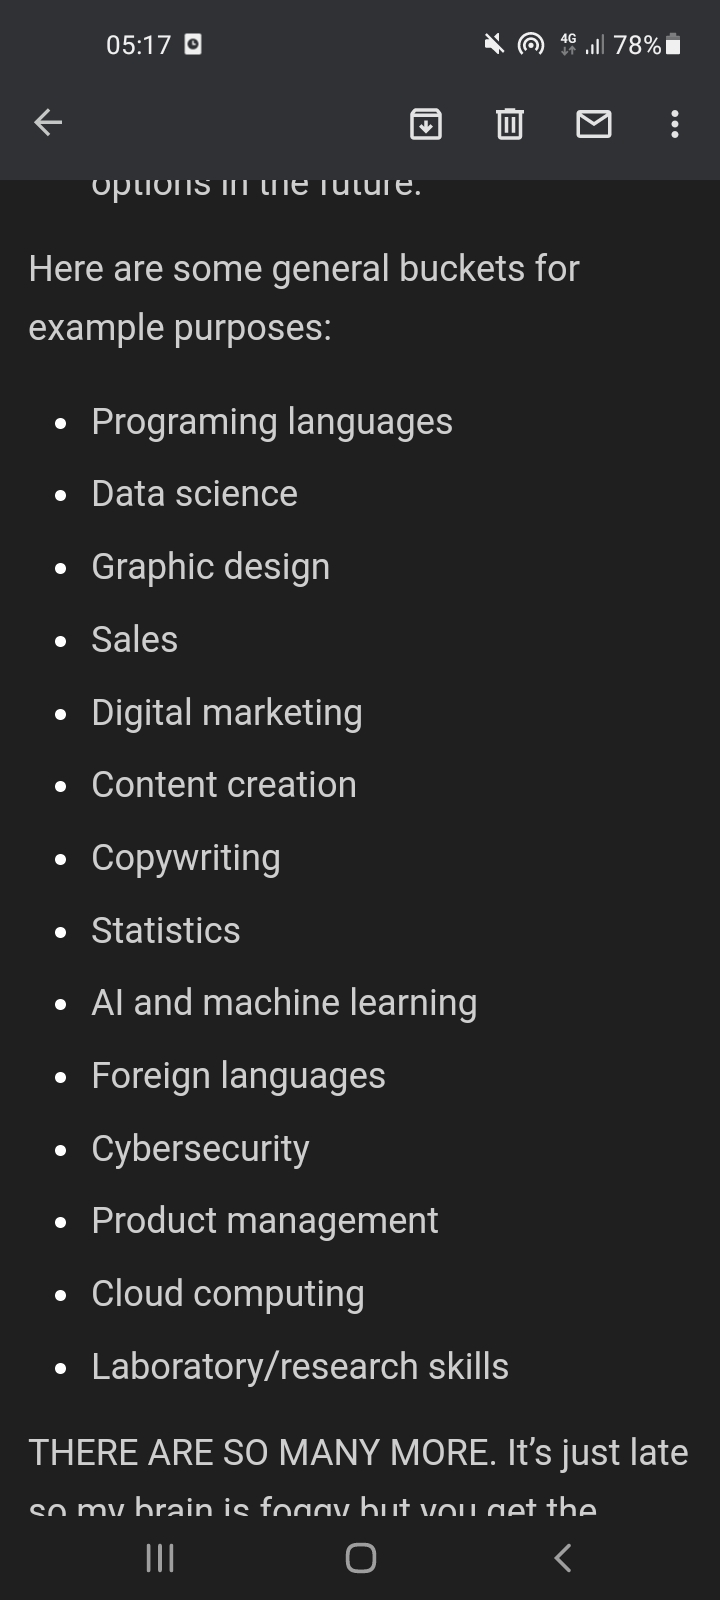 05:17 4G 78%
options in the future.
Here are some general buckets for
example purposes:
• Programing languages
• Data science
• Graphic design
• Sales
• Digital marketing
• Content creation
• Copywriting
• Statistics
• AI and machine learning
• Foreign languages
• Cybersecurity
• Product management
• Cloud computing
• Laboratory/research skills
THERE ARE SO MANY MORE. It’s just late
so my brain is foggy but you get the